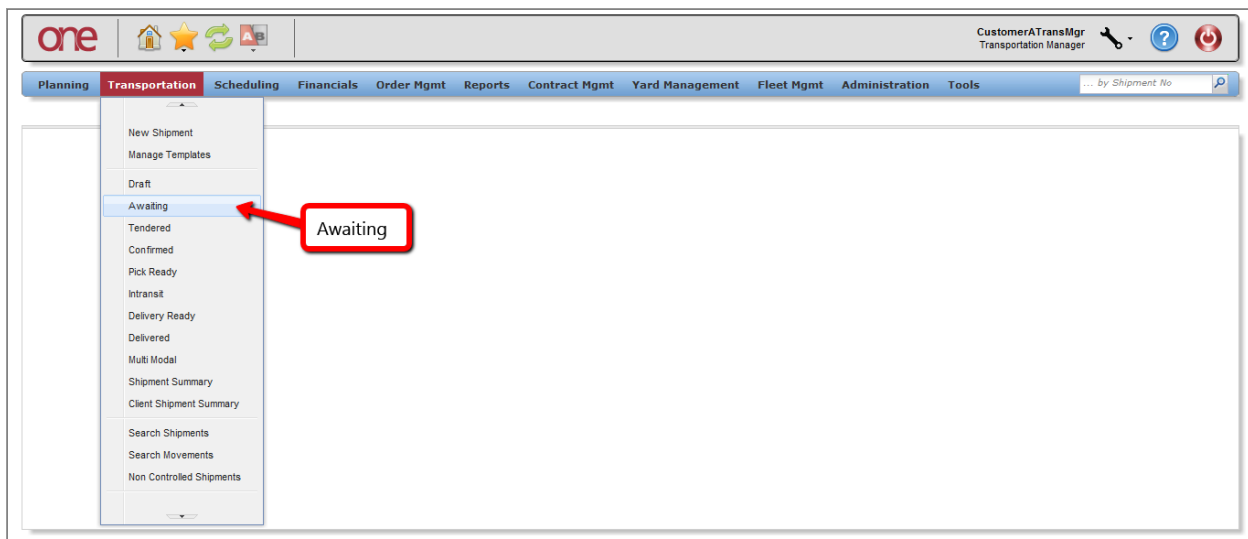 one
AB
CustomerATransMgr
Transportation Manager
?
Planning Transportation Scheduling Financials Order Mgmt Reports Contract Mgmt Yard Management Fleet Mgmt Administration Tools ... by Shipment No
New Shipment
Manage Templates
Draft
Awaiting
Awaiting
Tendered
Confirmed
Pick Ready
Intransit
Delivery Ready
Delivered
Multi Modal
Shipment Summary
Client Shipment Summary
Search Shipments
Search Movements
Non Controlled Shipments